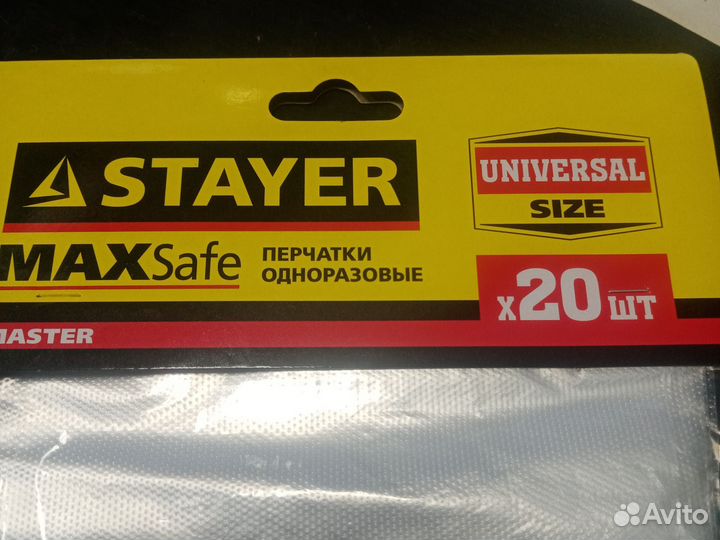 STAYER
UNIVERSAL
SIZE
MAXSafe
ПЕРЧАТКИ
ОДНОРАЗОВЫЕ
x20 ШТ
MASTER
Avito